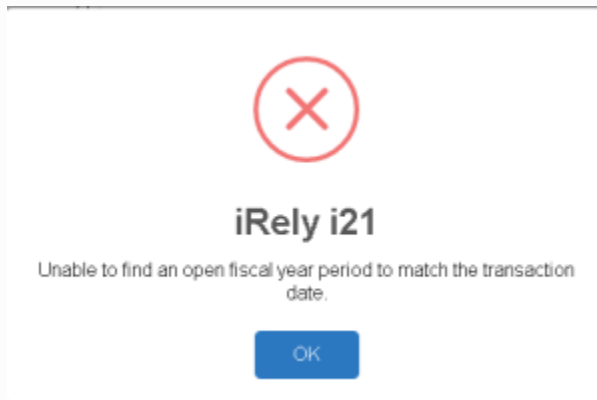 iRely i21
Unable to find an open fiscal year period to match the transaction
date.
OK